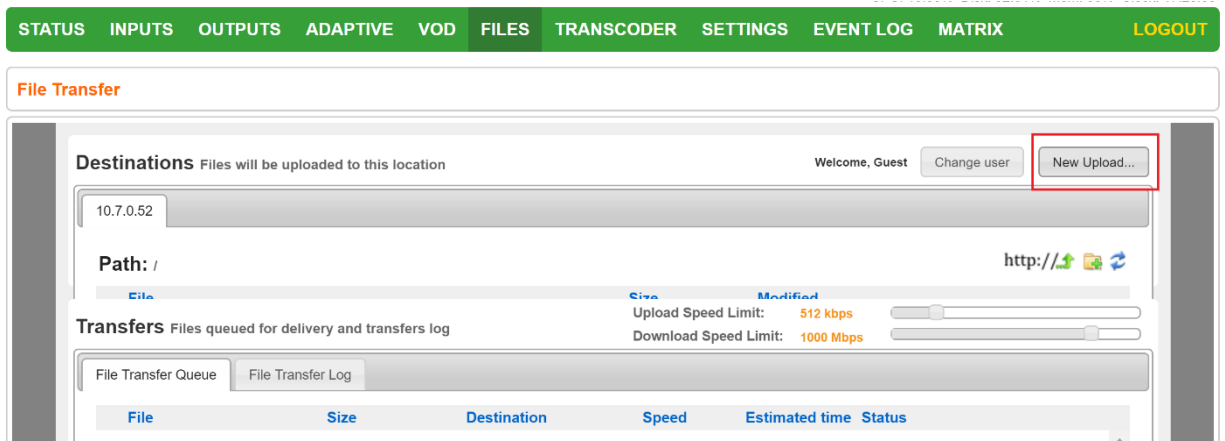 STATUS INPUTS OUTPUTS ADAPTIVE VOD FILES TRANSCODER SETTINGS EVENT LOG MATRIX LOGOUT
File Transfer
Destinations Files will be uploaded to this location Welcome, Guest Change user New Upload...
10.7.0.52
Path: / http://
File Size Modified
Upload Speed Limit: 512 kbps
Transfers Files queued for delivery and transfers log
Download Speed Limit: 1000 Mbps
File Transfer Queue File Transfer Log
File Size Destination Speed Estimated time Status